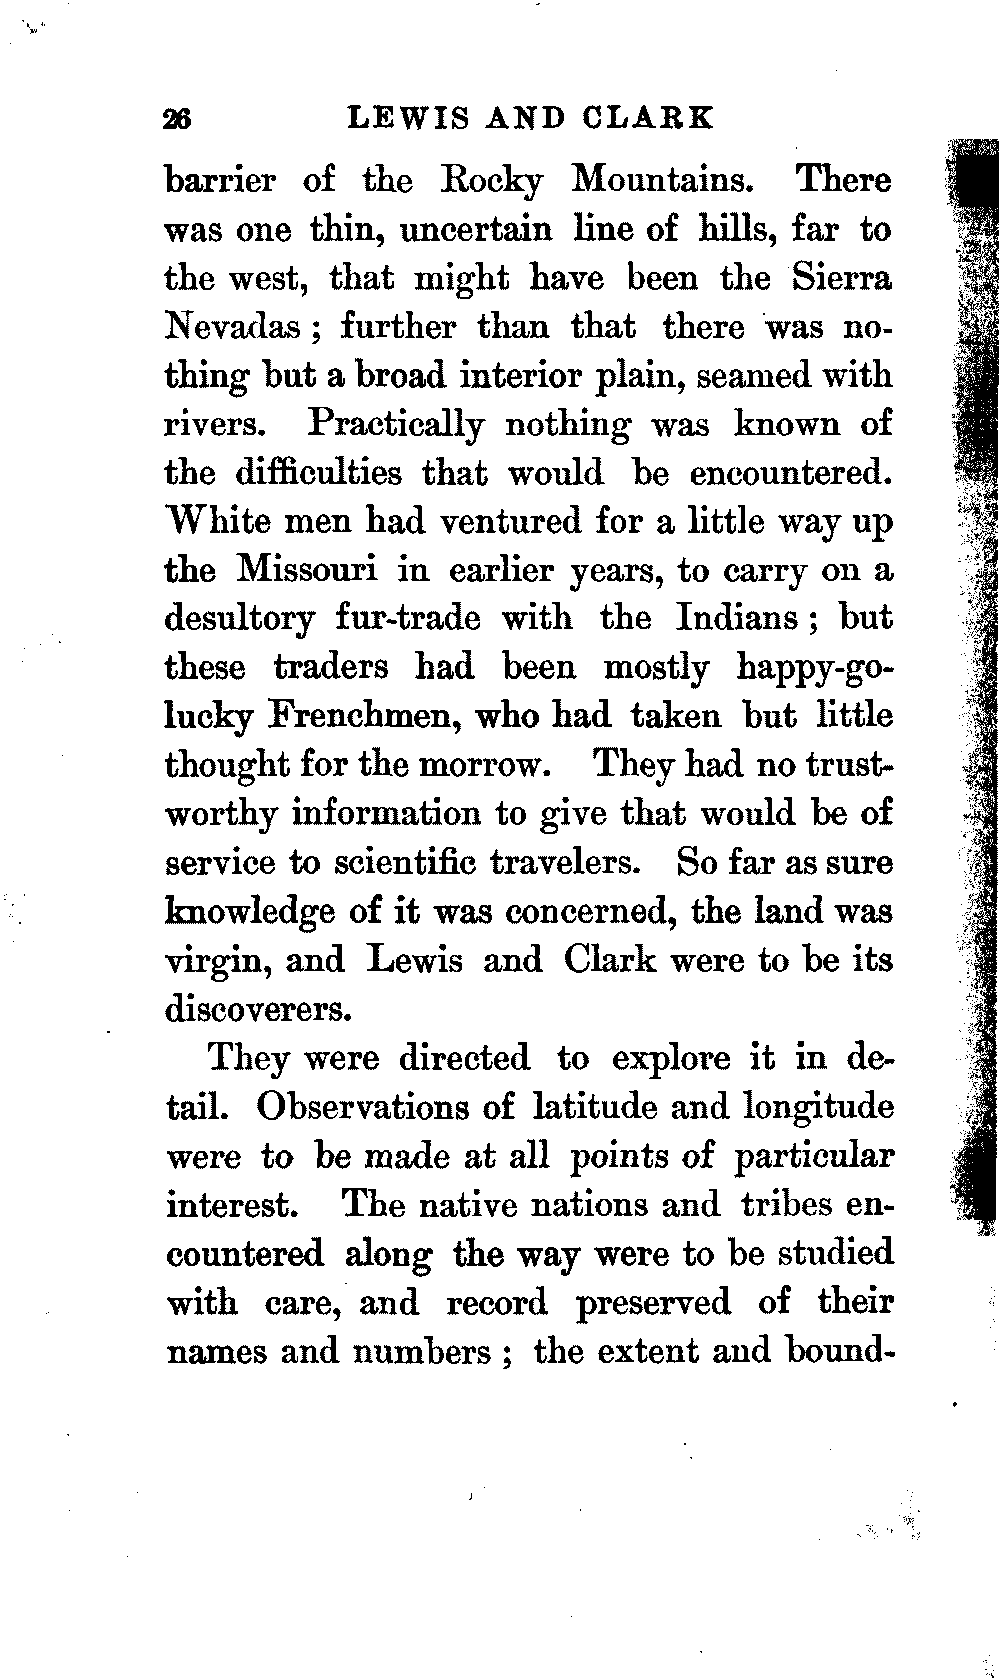 26 LEWIS AND CLARK
barrier of the Rocky Mountains. There
was one thin, uncertain line of hills, far to
the west, that might have been the Sierra
Nevadas ; further than that there was no-
thing but a broad interior plain, seamed with
rivers. Practically nothing was known of
the difficulties that would be encountered.
White men had ventured for a little way up
the Missouri in earlier years, to carry on a
desultory fur-trade with the Indians ; but
these traders had been mostly happy-go-
lucky Frenchmen, who had taken but little
thought for the morrow. They had no trust-
worthy information to give that would be of
service to scientific travelers. So far as sure
knowledge of it was concerned, the land was
virgin, and Lewis and Clark were to be its
discoverers.
They were directed to explore it in de-
tail. Observations of latitude and longitude
were to be made at all points of particular
interest. The native nations and tribes en-
countered along the way were to be studied
with care, and record preserved of their
names and numbers ; the extent and bound-